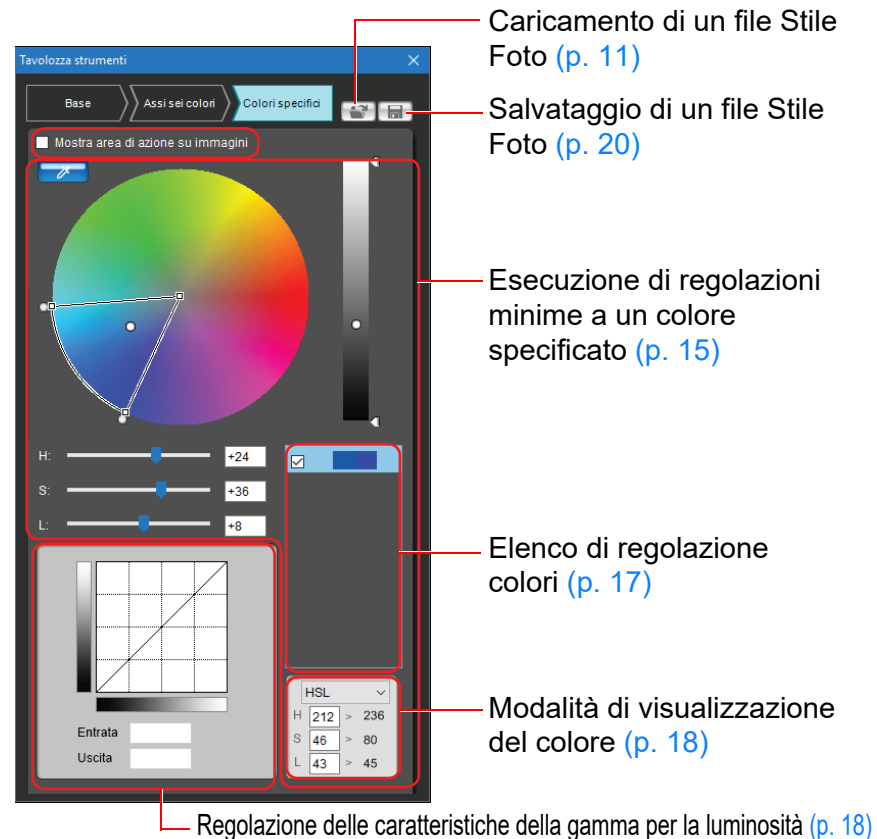 Caricamento di un file Stile
Foto (p. 11)
Tavolozza strumenti
Base
Assi sei colori
Colori specifici
Salvataggio di un file Stile
Foto (p. 20)
Mostra area di azione su immagini
Esecuzione di regolazioni
minime a un colore
specificato (p. 15)
H: +24
S: +36
L: +8
Elenco di regolazione
colori (p. 17)
HSL
H 212 > 236
S 46 > 80
L 43 > 45
Modalità di visualizzazione
del colore (p. 18)
Entrata
Uscita
Regolazione delle caratteristiche della gamma per la luminosità (p. 18)